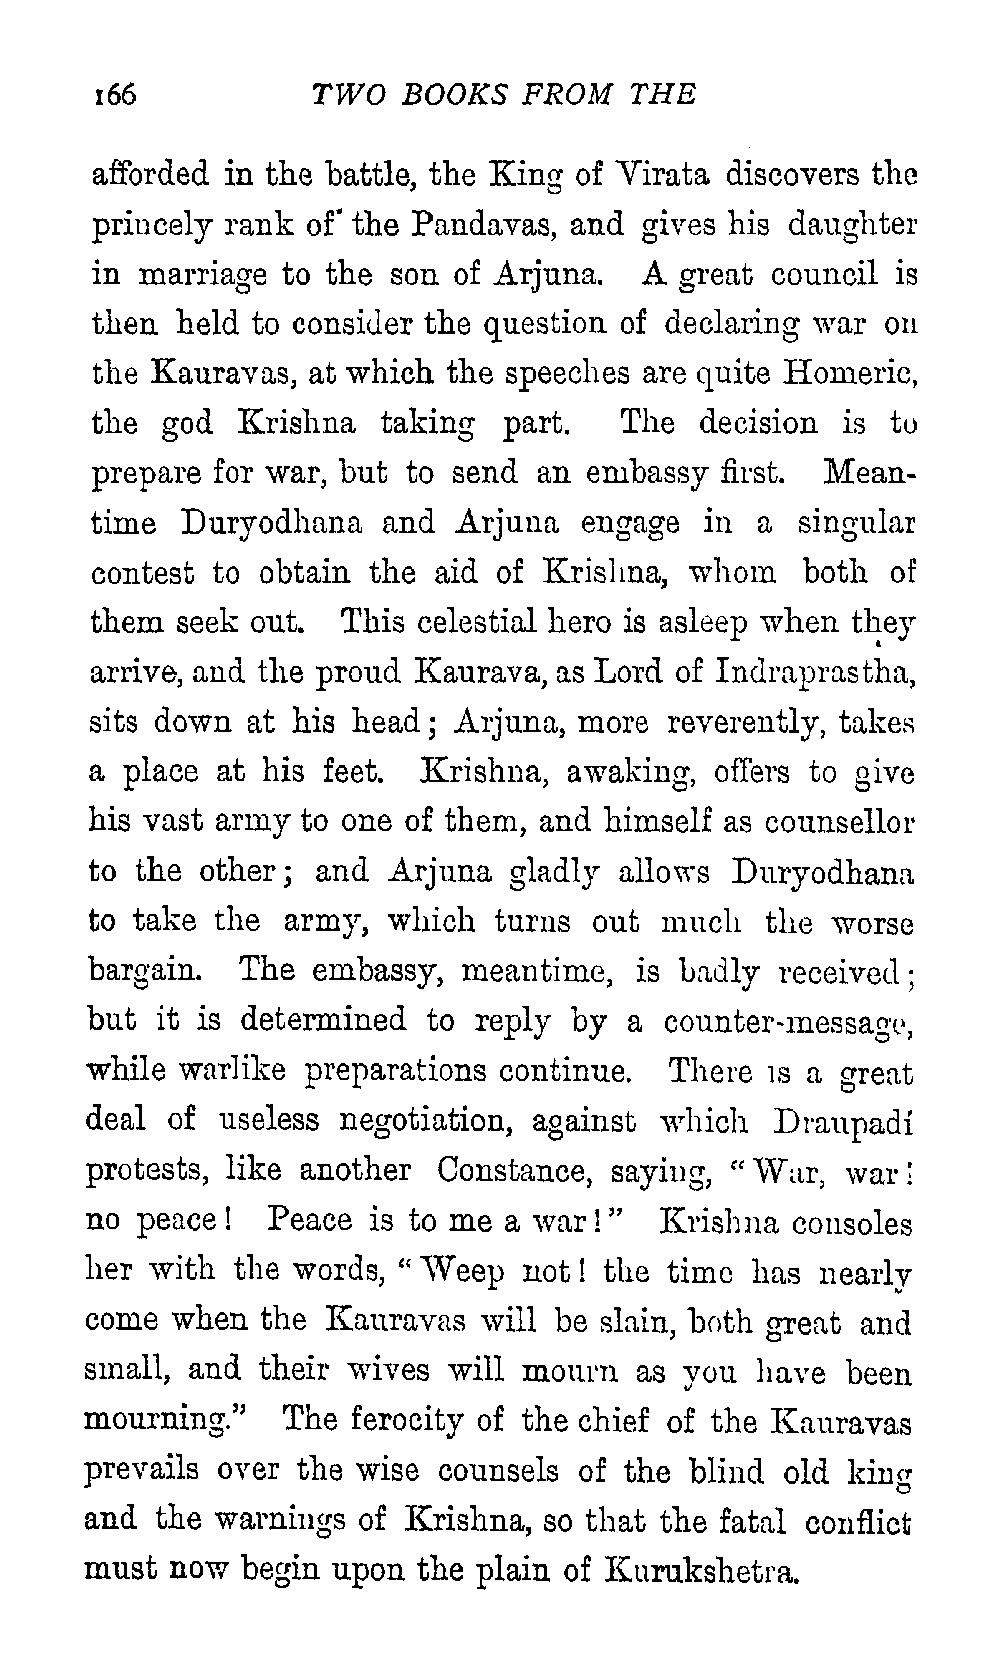 166 TWO BOOKS FROM THE
afforded in the battle, the King of Virata discovers the
princely rank of the Pandavas, and gives his daughter
in marriage to the son of Arjuna. A great council is
then held to consider the question of declaring war on
the Kauravas, at which the speeches are quite Homeric,
the god Krishna taking part. The decision is to
prepare for war, but to send an embassy first. Mean-
time Duryodhana and Arjuna engage in a singular
contest to obtain the aid of Krishna, whom both of
them seek out. This celestial hero is asleep when they
arrive, and the proud Kaurava, as Lord of Indraprastha,
sits down at his head; Arjuna, more reverently, takes
a place at his feet. Krishna, awaking, offers to give
his vast army to one of them, and himself as counsellor
to the other; and Arjuna gladly allows Duryodhana
to take the army, which turns out much the worse
bargain. The embassy, meantime, is badly received;
but it is determined to reply by a counter-message,
while warlike preparations continue. There is a great
deal of useless negotiation, against which Draupadí
protests, like another Constance, saying, “War, war!
no peace! Peace is to me a war!” Krishna consoles
her with the words, “Weep not! the time has nearly
come when the Kauravas will be slain, both great and
small, and their wives will mourn as you have been
mourning.” The ferocity of the chief of the Kauravas
prevails over the wise counsels of the blind old king
and the warnings of Krishna, so that the fatal conflict
must now begin upon the plain of Kurukshetra.